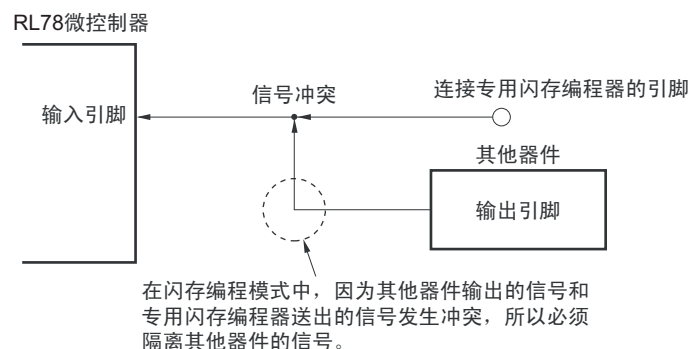 RL78微控制器
信号冲突
连接专用闪存编程器的引脚
输入引脚
其他器件
输出引脚
在闪存编程模式中，因为其他器件输出的信号和
专用闪存编程器送出的信号发生冲突，所以必须
隔离其他器件的信号。